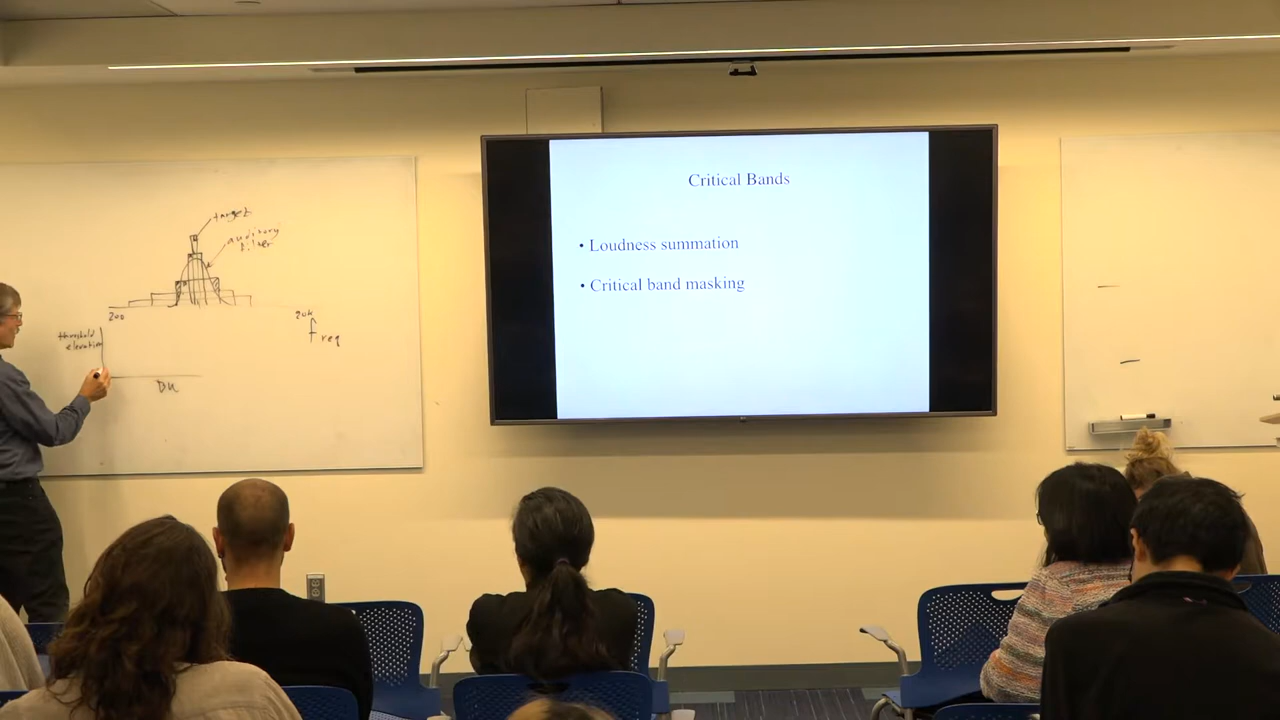 target
auditory
filter
200
20k
freq
threshold
elevation
BW
Critical Bands
• Loudness summation
• Critical band masking